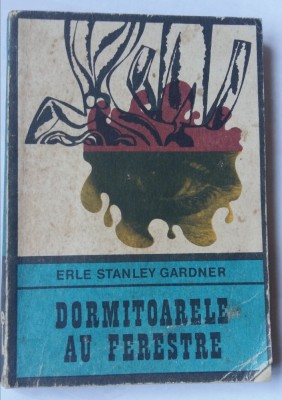 ERLE STANLEY GARDNER
DORMITOARELE
AU FERESTRE